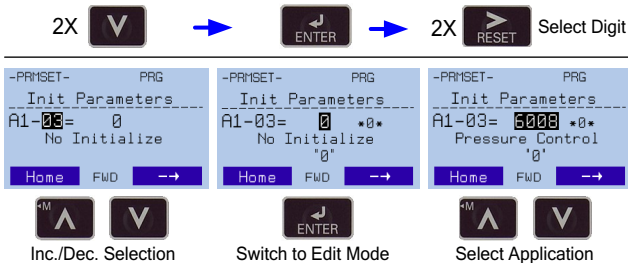 2X
ENTER
2X
RESET
Select Digit
-PRMSET- PRG
Init Parameters
A1-03= 0
No Initialize
Home FWD
-PRMSET- PRG
Init Parameters
A1-03= 0 *0*
No Initialize
"0"
Home FWD
-PRMSET- PRG
Init Parameters
A1-03= 6008 *0*
Pressure Control
'0'
Home FWD
M
ENTER
M
Inc./Dec. Selection
Switch to Edit Mode
Select Application